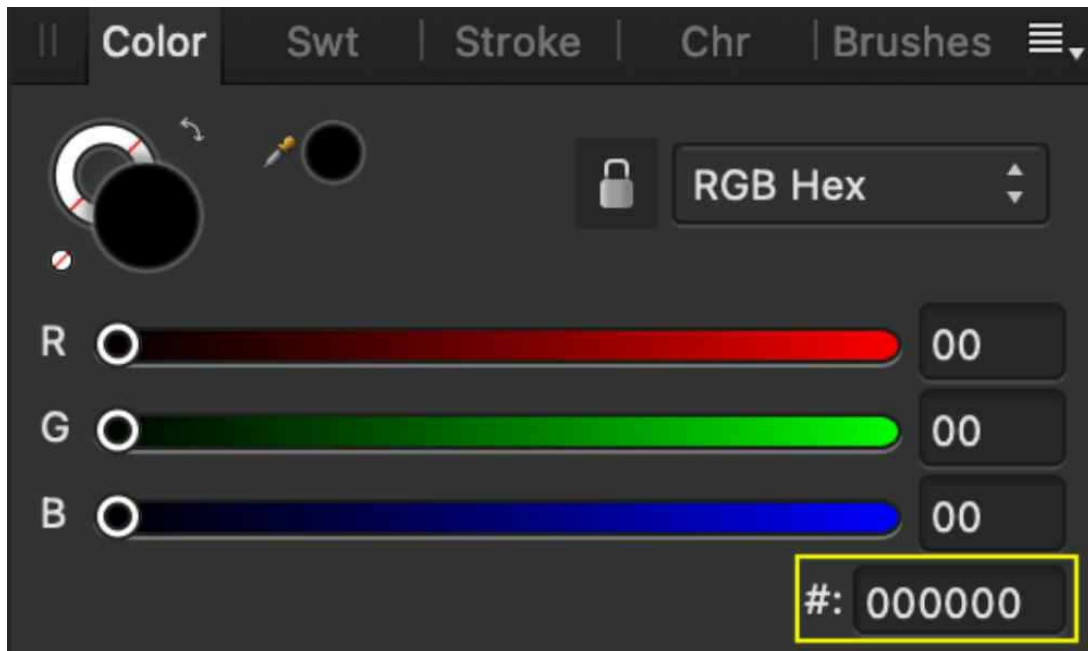 Color Swt Stroke Chr Brushes
RGB Hex
R 00
G 00
B 00
#: 000000